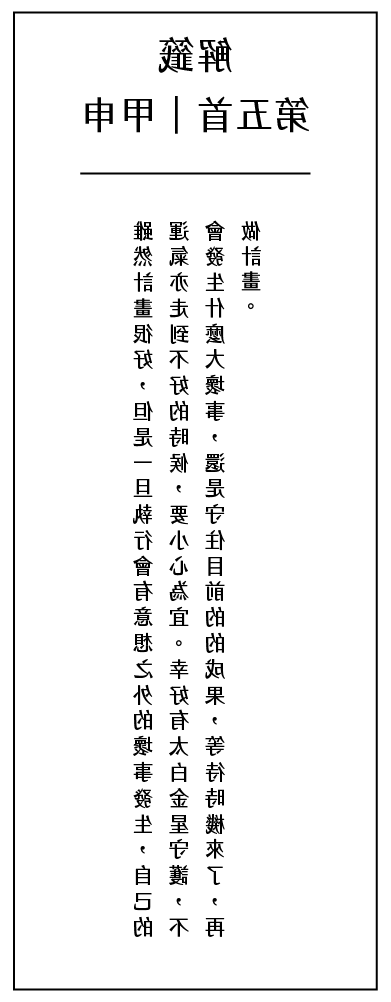 解籤
第五首｜甲申
雖然計畫很好，但是一旦執行會有意想之外的壞事發生，自己的
運氣亦走到不好的時候，要小心為宜。幸好有太白金星守護，不
會發生什麼大壞事，還是守住目前的的成果，等待時機來了，再
做計畫。